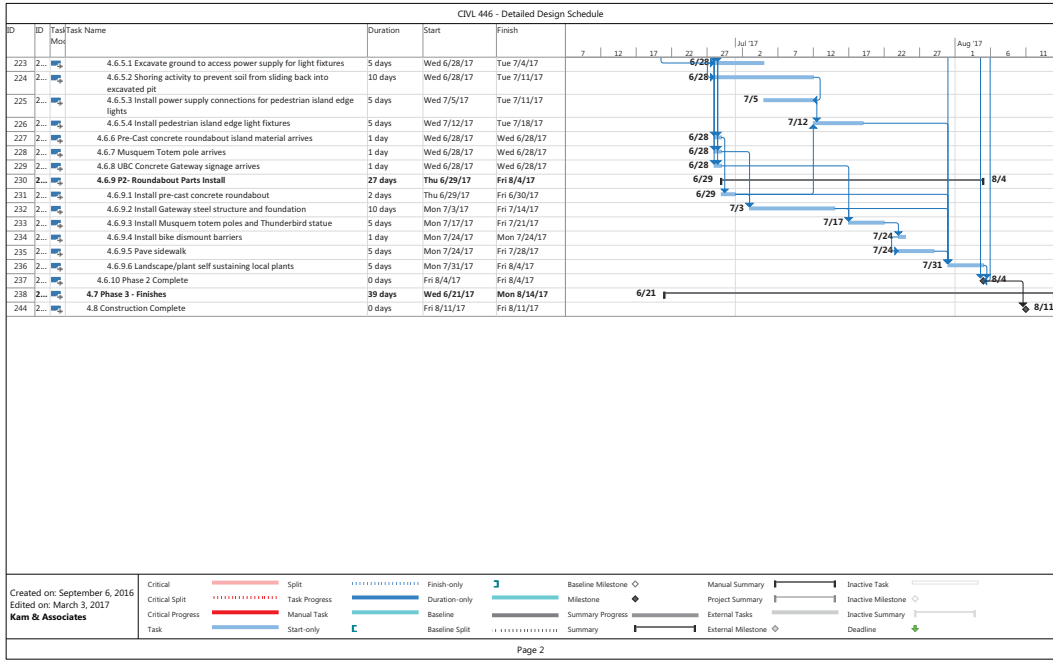 CIVL 446 - Detailed Design Schedule
ID ID Task Mod Task Name Duration Start Finish
Jul '17 Aug '17
7 12 17 22 27 2 7 12 17 22 27 1 6 11
223 2... 4.6.5.1 Excavate ground to access power supply for light fixtures 5 days Wed 6/28/17 Tue 7/4/17 6/28
224 2... 4.6.5.2 Shoring activity to prevent soil from sliding back into 10 days Wed 6/28/17 Tue 7/11/17 6/28
excavated pit
225 2... 4.6.5.3 Install power supply connections for pedestrian island edge 5 days Wed 7/5/17 Tue 7/11/17 7/5
lights
226 2... 4.6.5.4 Install pedestrian island edge light fixtures 5 days Wed 7/12/17 Tue 7/18/17 7/12
227 2... 4.6.6 Pre-Cast concrete roundabout island material arrives 1 day Wed 6/28/17 Wed 6/28/17 6/28
228 2... 4.6.7 Musquem Totem pole arrives 1 day Wed 6/28/17 Wed 6/28/17 6/28
229 2... 4.6.8 UBC Concrete Gateway signage arrives 1 day Wed 6/28/17 Wed 6/28/17 6/28
230 2... 4.6.9 P2- Roundabout Parts Install 27 days Thu 6/29/17 Fri 8/4/17 6/29 8/4
231 2... 4.6.9.1 Install pre-cast concrete roundabout 2 days Thu 6/29/17 Fri 6/30/17 6/29
232 2... 4.6.9.2 Install Gateway steel structure and foundation 10 days Mon 7/3/17 Fri 7/14/17 7/3
233 2... 4.6.9.3 Install Musquem totem poles and Thunderbird statue 5 days Mon 7/17/17 Fri 7/21/17 7/17
234 2... 4.6.9.4 Install bike dismount barriers 1 day Mon 7/24/17 Mon 7/24/17 7/24
235 2... 4.6.9.5 Pave sidewalk 5 days Mon 7/24/17 Fri 7/28/17 7/24
236 2... 4.6.9.6 Landscape/plant self sustaining local plants 5 days Mon 7/31/17 Fri 8/4/17 7/31
237 2... 4.6.10 Phase 2 Complete 0 days Fri 8/4/17 Fri 8/4/17 8/4
238 2... 4.7 Phase 3 - Finishes 39 days Wed 6/21/17 Mon 8/14/17 6/21
244 2... 4.8 Construction Complete 0 days Fri 8/11/17 Fri 8/11/17 8/11
Created on: September 6, 2016
Edited on: March 3, 2017
Kam & Associates
Critical Split Finish-only Baseline Milestone Manual Summary Inactive Task
Critical Split Task Progress Duration-only Milestone Project Summary Inactive Milestone
Critical Progress Manual Task Baseline Summary Progress External Tasks Inactive Summary
Task Start-only Baseline Split Summary External Milestone Deadline
Page 2